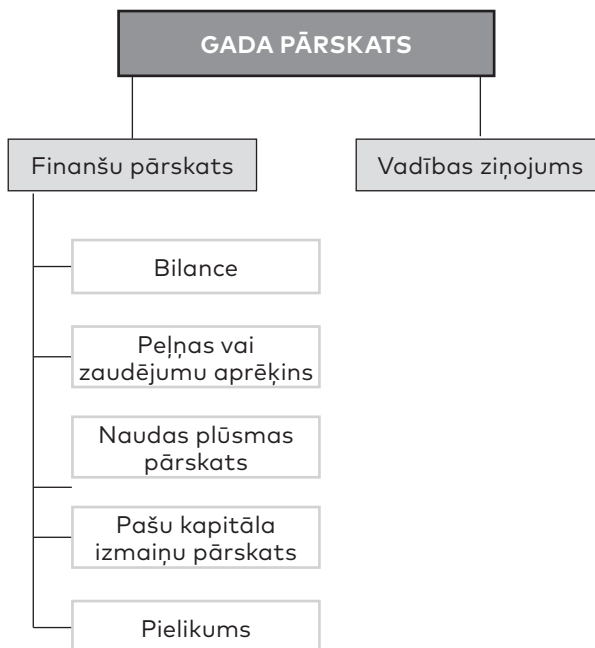 GADA PĀRSKATS
Finanšu pārskats
Vadības ziņojums
Bilance
Peļņas vai
zaudējumu aprēķins
Naudas plūsmas
pārskats
Pašu kapitāla
izmaiņu pārskats
Pielikums